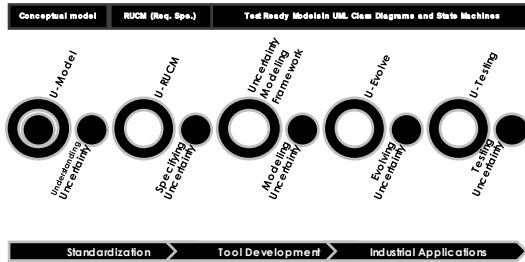 Conceptual model
RUCM (Req. Spe.)
Test Ready Models in UML Class Diagrams and State Machines
U-Model
Understanding
Uncertainty
U-RUCM
Specifying
Uncertainty
Uncertainty
Modeling
Framework
Modeling
Uncertainty
U-Evolve
Evolving
Uncertainty
U-Testing
Testing
Uncertainty
Standardization
Tool Development
Industrial Applications